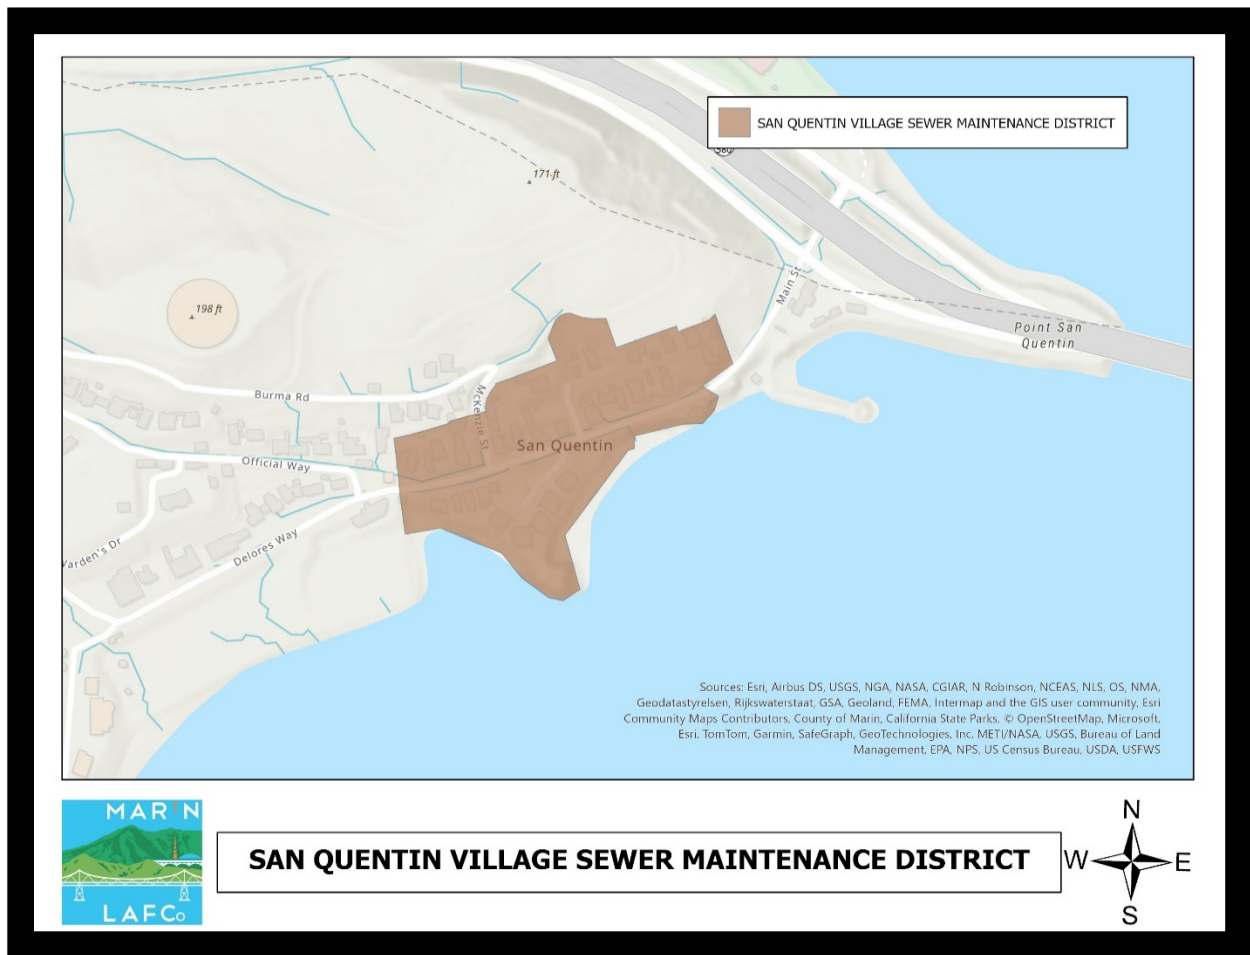 SAN QUENTIN VILLAGE SEWER MAINTENANCE DISTRICT
580
171 ft
198 ft
Main St
Point San
Quentin
Burma Rd
McKenzie St
San Quentin
Official Way
Delores Way
Warden's Dr
Sources: Esri, Airbus DS, USGS, NGA, NASA, CGIAR, N Robinson, NCEAS, NLS, OS, NMA,
Geodatastyrelsen, Rijkswaterstaat, GSA, Geoland, FEMA, Intermap and the GIS user community, Esri
Community Maps Contributors, County of Marin, California State Parks, © OpenStreetMap, Microsoft,
Esri, TomTom, Garmin, SafeGraph, GeoTechnologies, Inc, METI/NASA, USGS, Bureau of Land
Management, EPA, NPS, US Census Bureau, USDA, USFWS
MARIN
LAFCo
SAN QUENTIN VILLAGE SEWER MAINTENANCE DISTRICT
N
W E
S